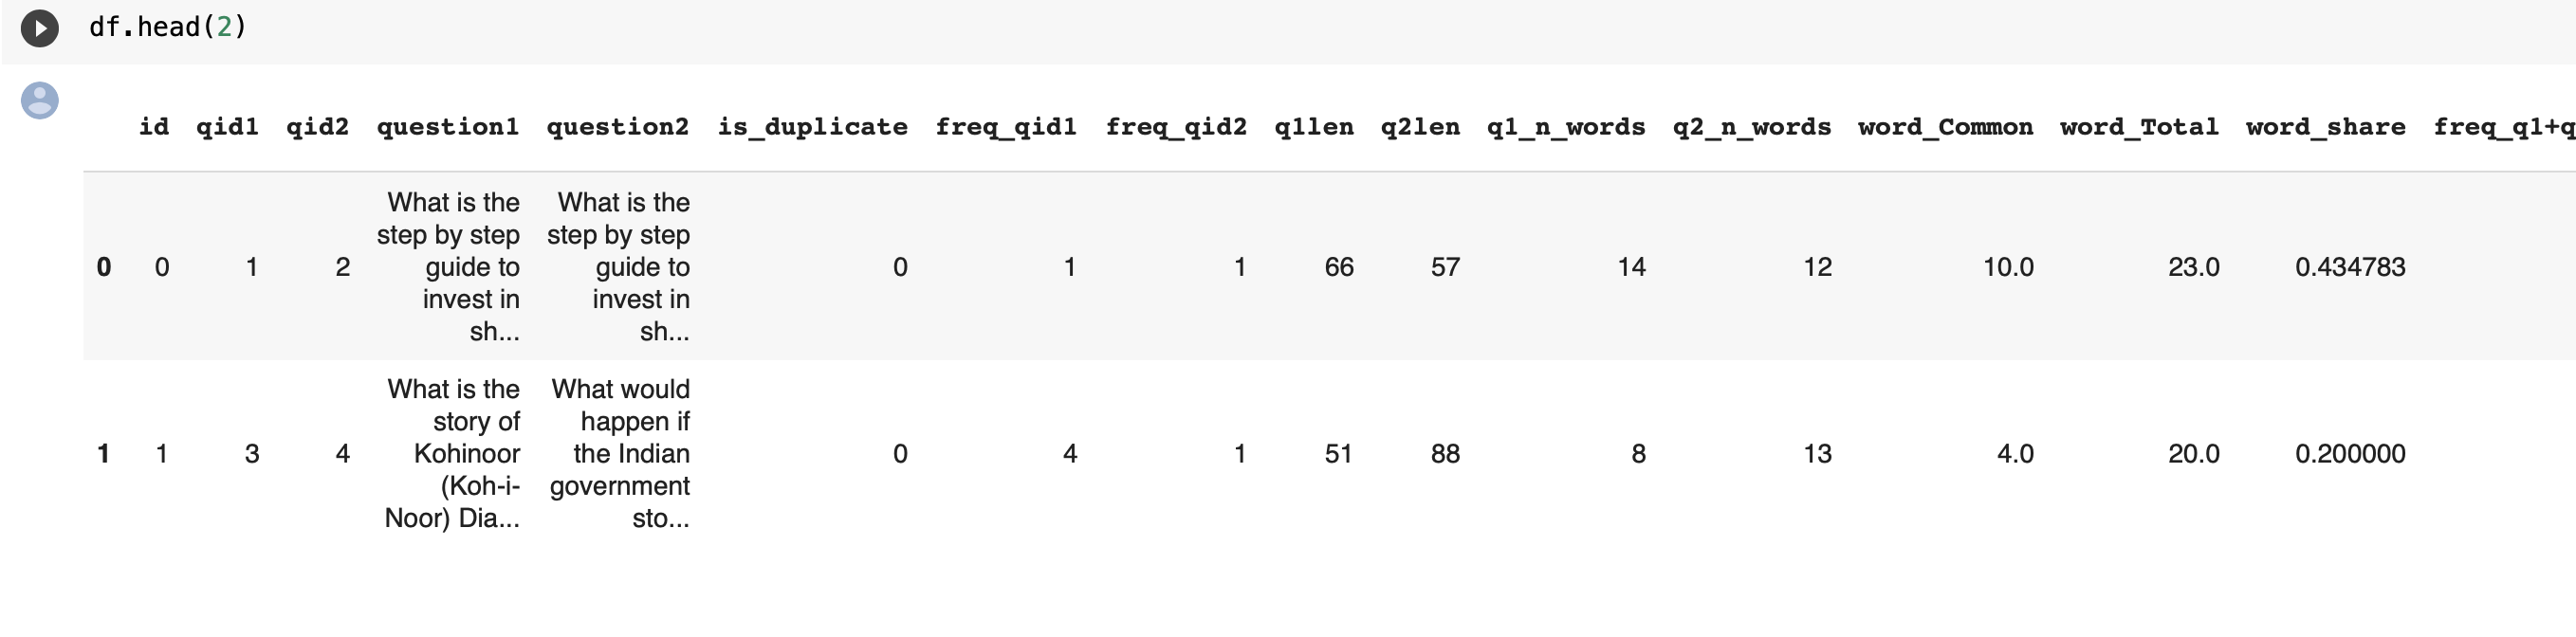 df.head(2)
id qid1 qid2 question1 question2 is_duplicate freq_qid1 freq_qid2 q1len q2len q1_n_words q2_n_words word_Common word_Total word_share freq_q1+q
What is the What is the
step by step step by step
0 0 1 2 guide to guide to 0 1 1 66 57 14 12 10.0 23.0 0.434783
invest in invest in
sh... sh...
What is the What would
story of happen if
1 1 3 4 Kohinoor the Indian 0 4 1 51 88 8 13 4.0 20.0 0.200000
(Koh-i- government
Noor) Dia... sto...